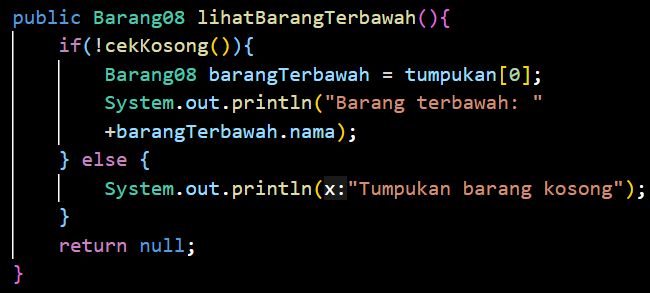 public Barang08 lihatBarangTerbawah(){
if(!cekKosong()){
Barang08 barangTerbawah = tumpukan[0];
System.out.println("Barang terbawah: "
+barangTerbawah.nama);
} else {
System.out.println(x:"Tumpukan barang kosong");
}
return null;
}